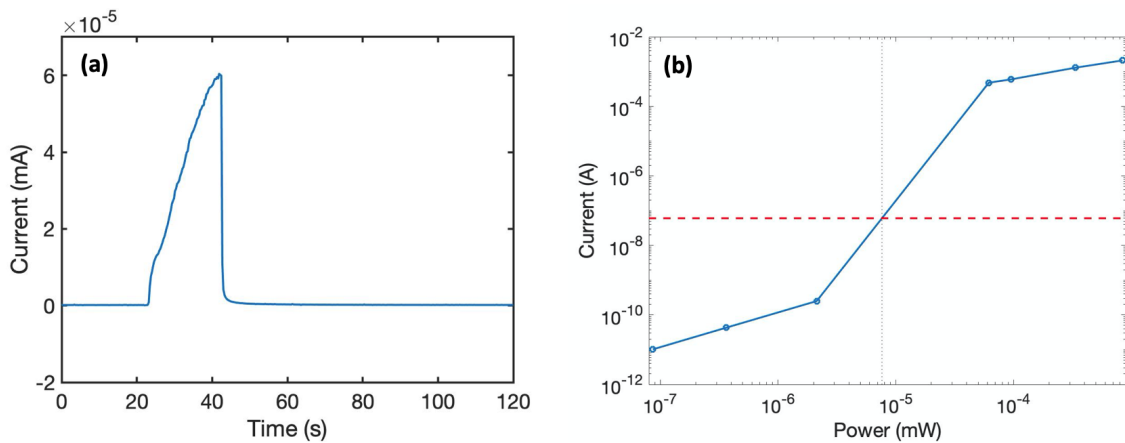 ×10⁻⁵
(a)
6
4
2
0
-2
Current (mA)
0 20 40 60 80 100 120
Time (s)
(b)
10⁻²
10⁻⁴
10⁻⁶
10⁻⁸
10⁻¹⁰
10⁻¹²
Current (A)
10⁻⁷ 10⁻⁶ 10⁻⁵ 10⁻⁴
Power (mW)